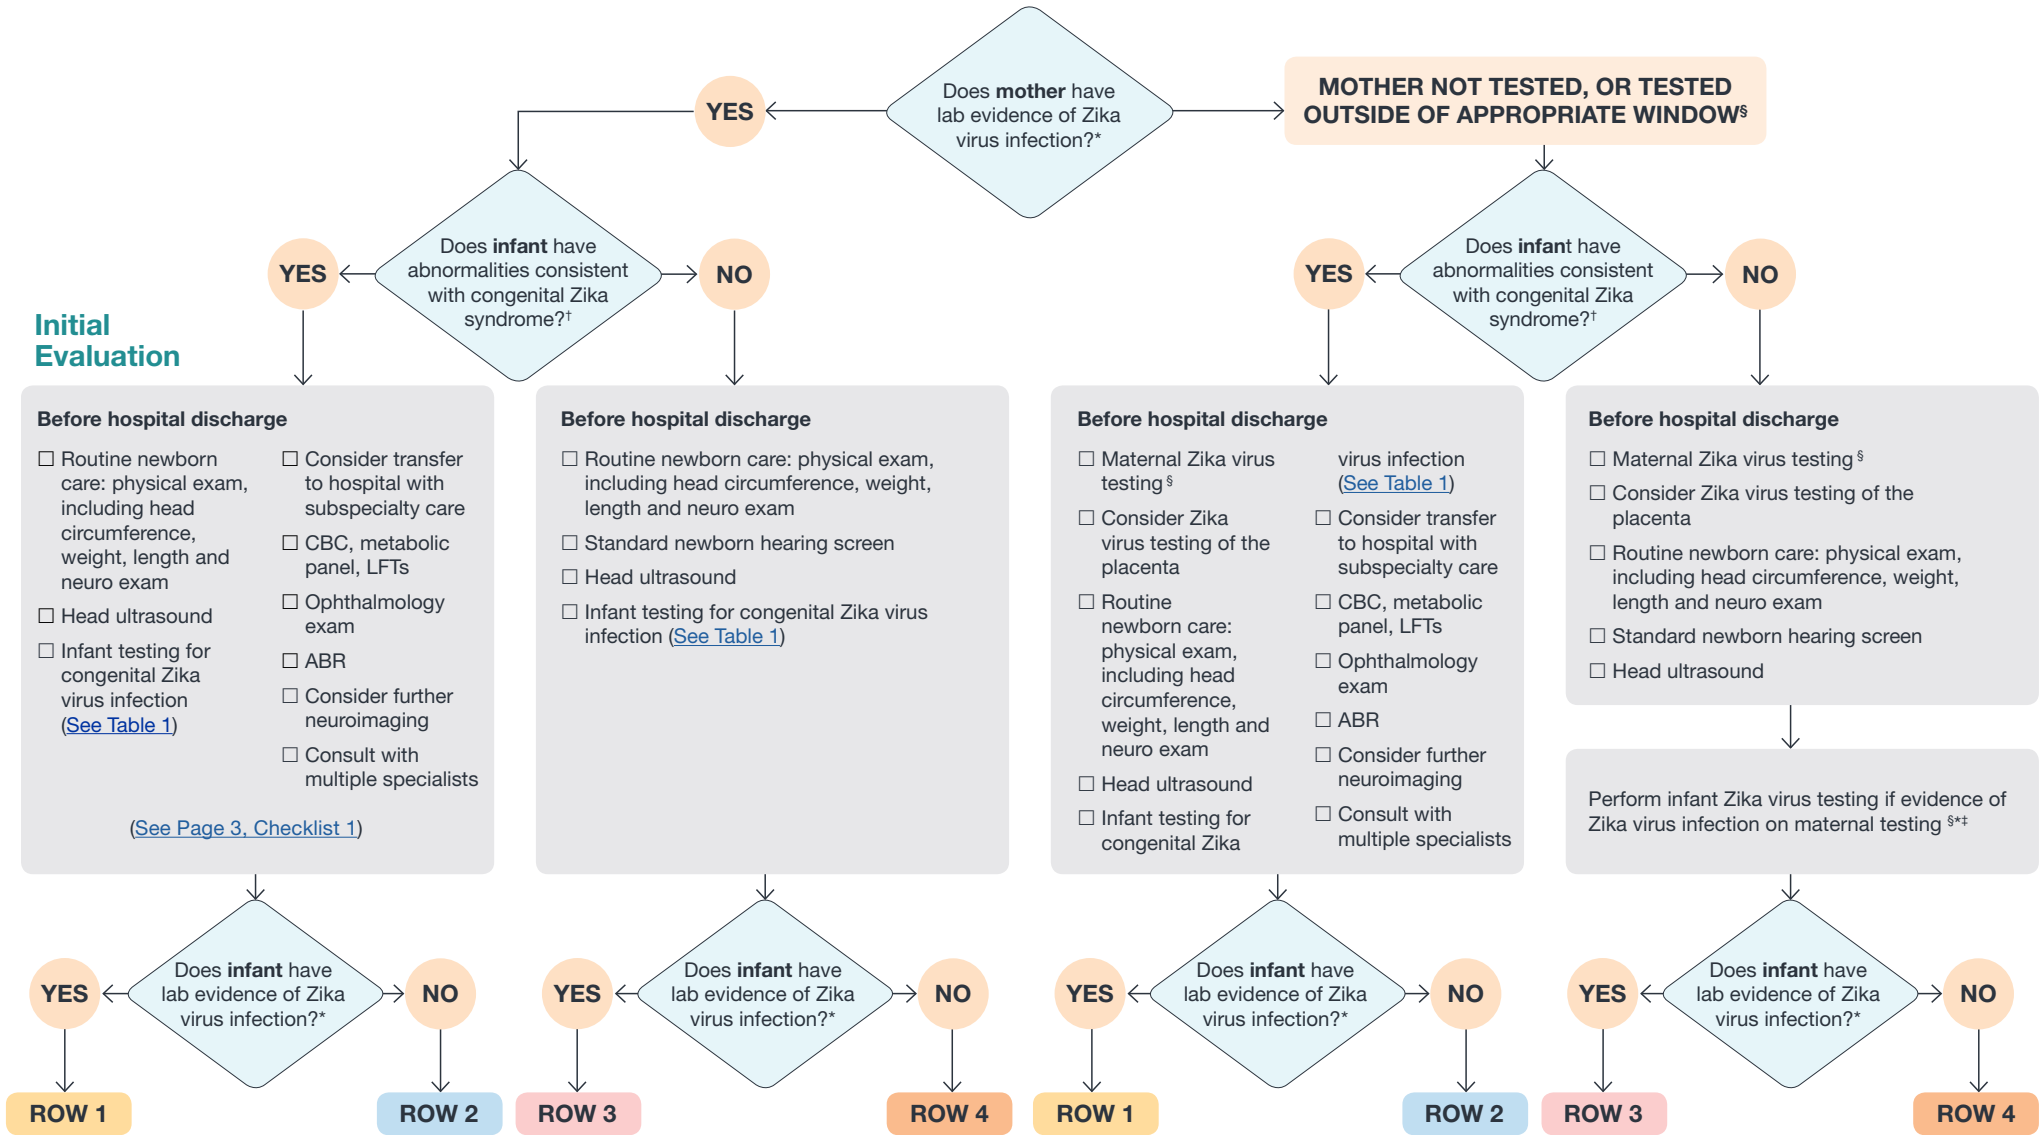 Does mother have
lab evidence of Zika
virus infection?*
YES
MOTHER NOT TESTED, OR TESTED
OUTSIDE OF APPROPRIATE WINDOW§
Does infant have
abnormalities consistent
with congenital Zika
syndrome?†
YES
NO
Does infant have
abnormalities consistent
with congenital Zika
syndrome?†
YES
NO
Initial
Evaluation
Before hospital discharge
☐ Routine newborn
care: physical exam,
including head
circumference,
weight, length and
neuro exam
☐ Head ultrasound
☐ Infant testing for
congenital Zika
virus infection
(See Table 1)
☐ Consider transfer
to hospital with
subspecialty care
☐ CBC, metabolic
panel, LFTs
☐ Ophthalmology
exam
☐ ABR
☐ Consider further
neuroimaging
☐ Consult with
multiple specialists
(See Page 3, Checklist 1)
Before hospital discharge
☐ Routine newborn care: physical exam,
including head circumference, weight,
length and neuro exam
☐ Standard newborn hearing screen
☐ Head ultrasound
☐ Infant testing for congenital Zika virus
infection (See Table 1)
Before hospital discharge
☐ Maternal Zika virus
testing §
☐ Consider Zika
virus testing of the
placenta
☐ Routine
newborn care:
physical exam,
including head
circumference,
weight, length and
neuro exam
☐ Head ultrasound
☐ Infant testing for
congenital Zika
virus infection
(See Table 1)
☐ Consider transfer
to hospital with
subspecialty care
☐ CBC, metabolic
panel, LFTs
☐ Ophthalmology
exam
☐ ABR
☐ Consider further
neuroimaging
☐ Consult with
multiple specialists
Before hospital discharge
☐ Maternal Zika virus testing §
☐ Consider Zika virus testing of the
placenta
☐ Routine newborn care: physical exam,
including head circumference, weight,
length and neuro exam
☐ Standard newborn hearing screen
☐ Head ultrasound
Perform infant Zika virus testing if evidence of
Zika virus infection on maternal testing §*‡
Does infant have
lab evidence of Zika
virus infection?*
YES
NO
ROW 1
ROW 2
Does infant have
lab evidence of Zika
virus infection?*
YES
NO
ROW 3
ROW 4
Does infant have
lab evidence of Zika
virus infection?*
YES
NO
ROW 1
ROW 2
Does infant have
lab evidence of Zika
virus infection?*
YES
NO
ROW 3
ROW 4